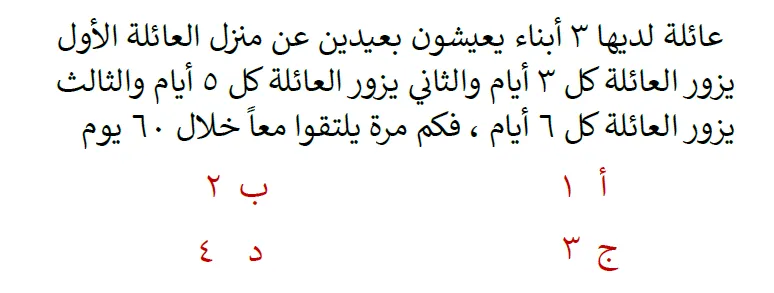 عائلة لديها ٣ أبناء يعيشون بعيدين عن منزل العائلة الأول
يزور العائلة كل ٣ أيام والثاني يزور العائلة كل ٥ أيام والثالث
يزور العائلة كل ٦ أيام ، فكم مرة يلتقوا معاً خلال ٦٠ يوم
أ ١ ب ٢
ج ٣ د ٤